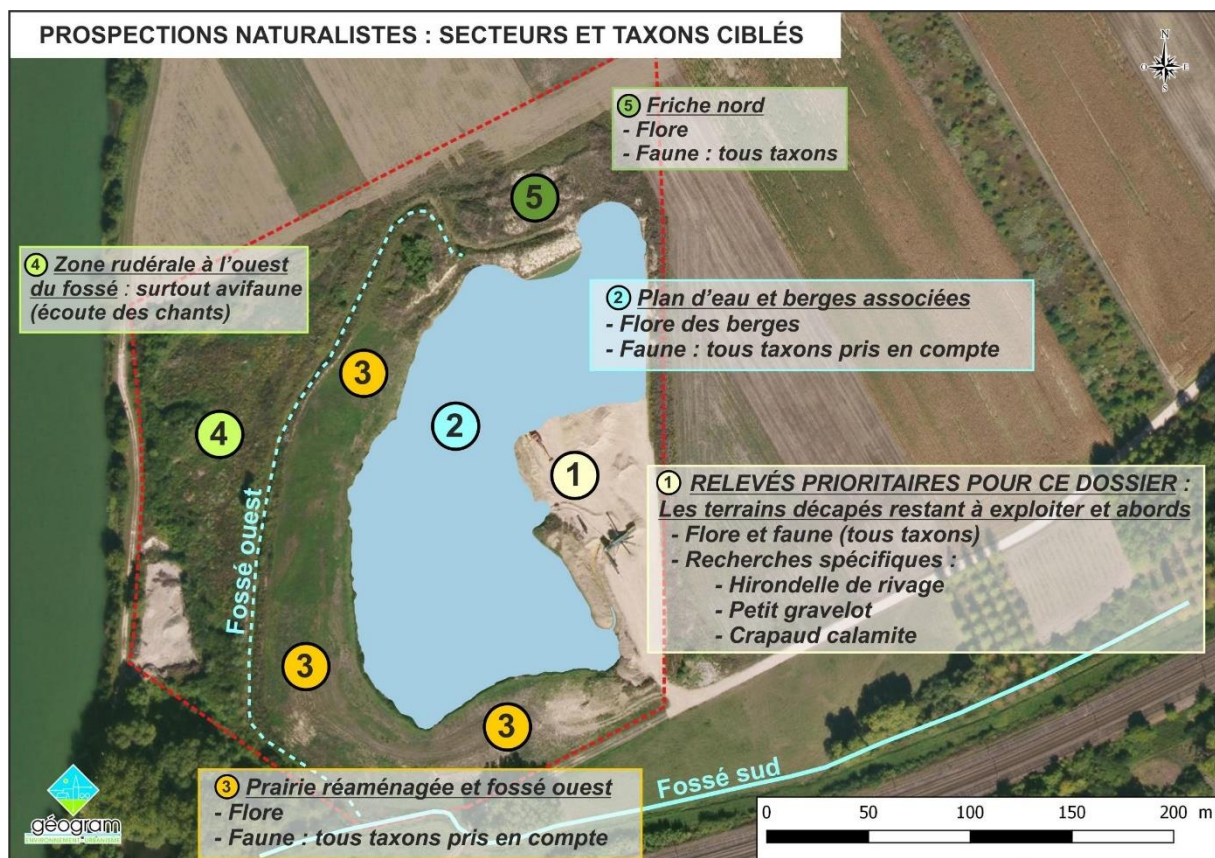 PROSPECTIONS NATURALISTES : SECTEURS ET TAXONS CIBLÉS
N
O E
S
5 Friche nord
- Flore
- Faune : tous taxons
5
4 Zone rudérale à l'ouest
du fossé : surtout avifaune
(écoute des chants)
2 Plan d'eau et berges associées
- Flore des berges
- Faune : tous taxons pris en compte
3
4
2
1
1 RELEVÉS PRIORITAIRES POUR CE DOSSIER :
Les terrains décapés restant à exploiter et abords
- Flore et faune (tous taxons)
- Recherches spécifiques :
- Hirondelle de rivage
- Petit gravelot
- Crapaud calamite
Fossé ouest
3
3
Fossé sud
3 Prairie réaménagée et fossé ouest
- Flore
- Faune : tous taxons pris en compte
géogram
ENVIRONNEMENT URBANISME
0 50 100 150 200 m